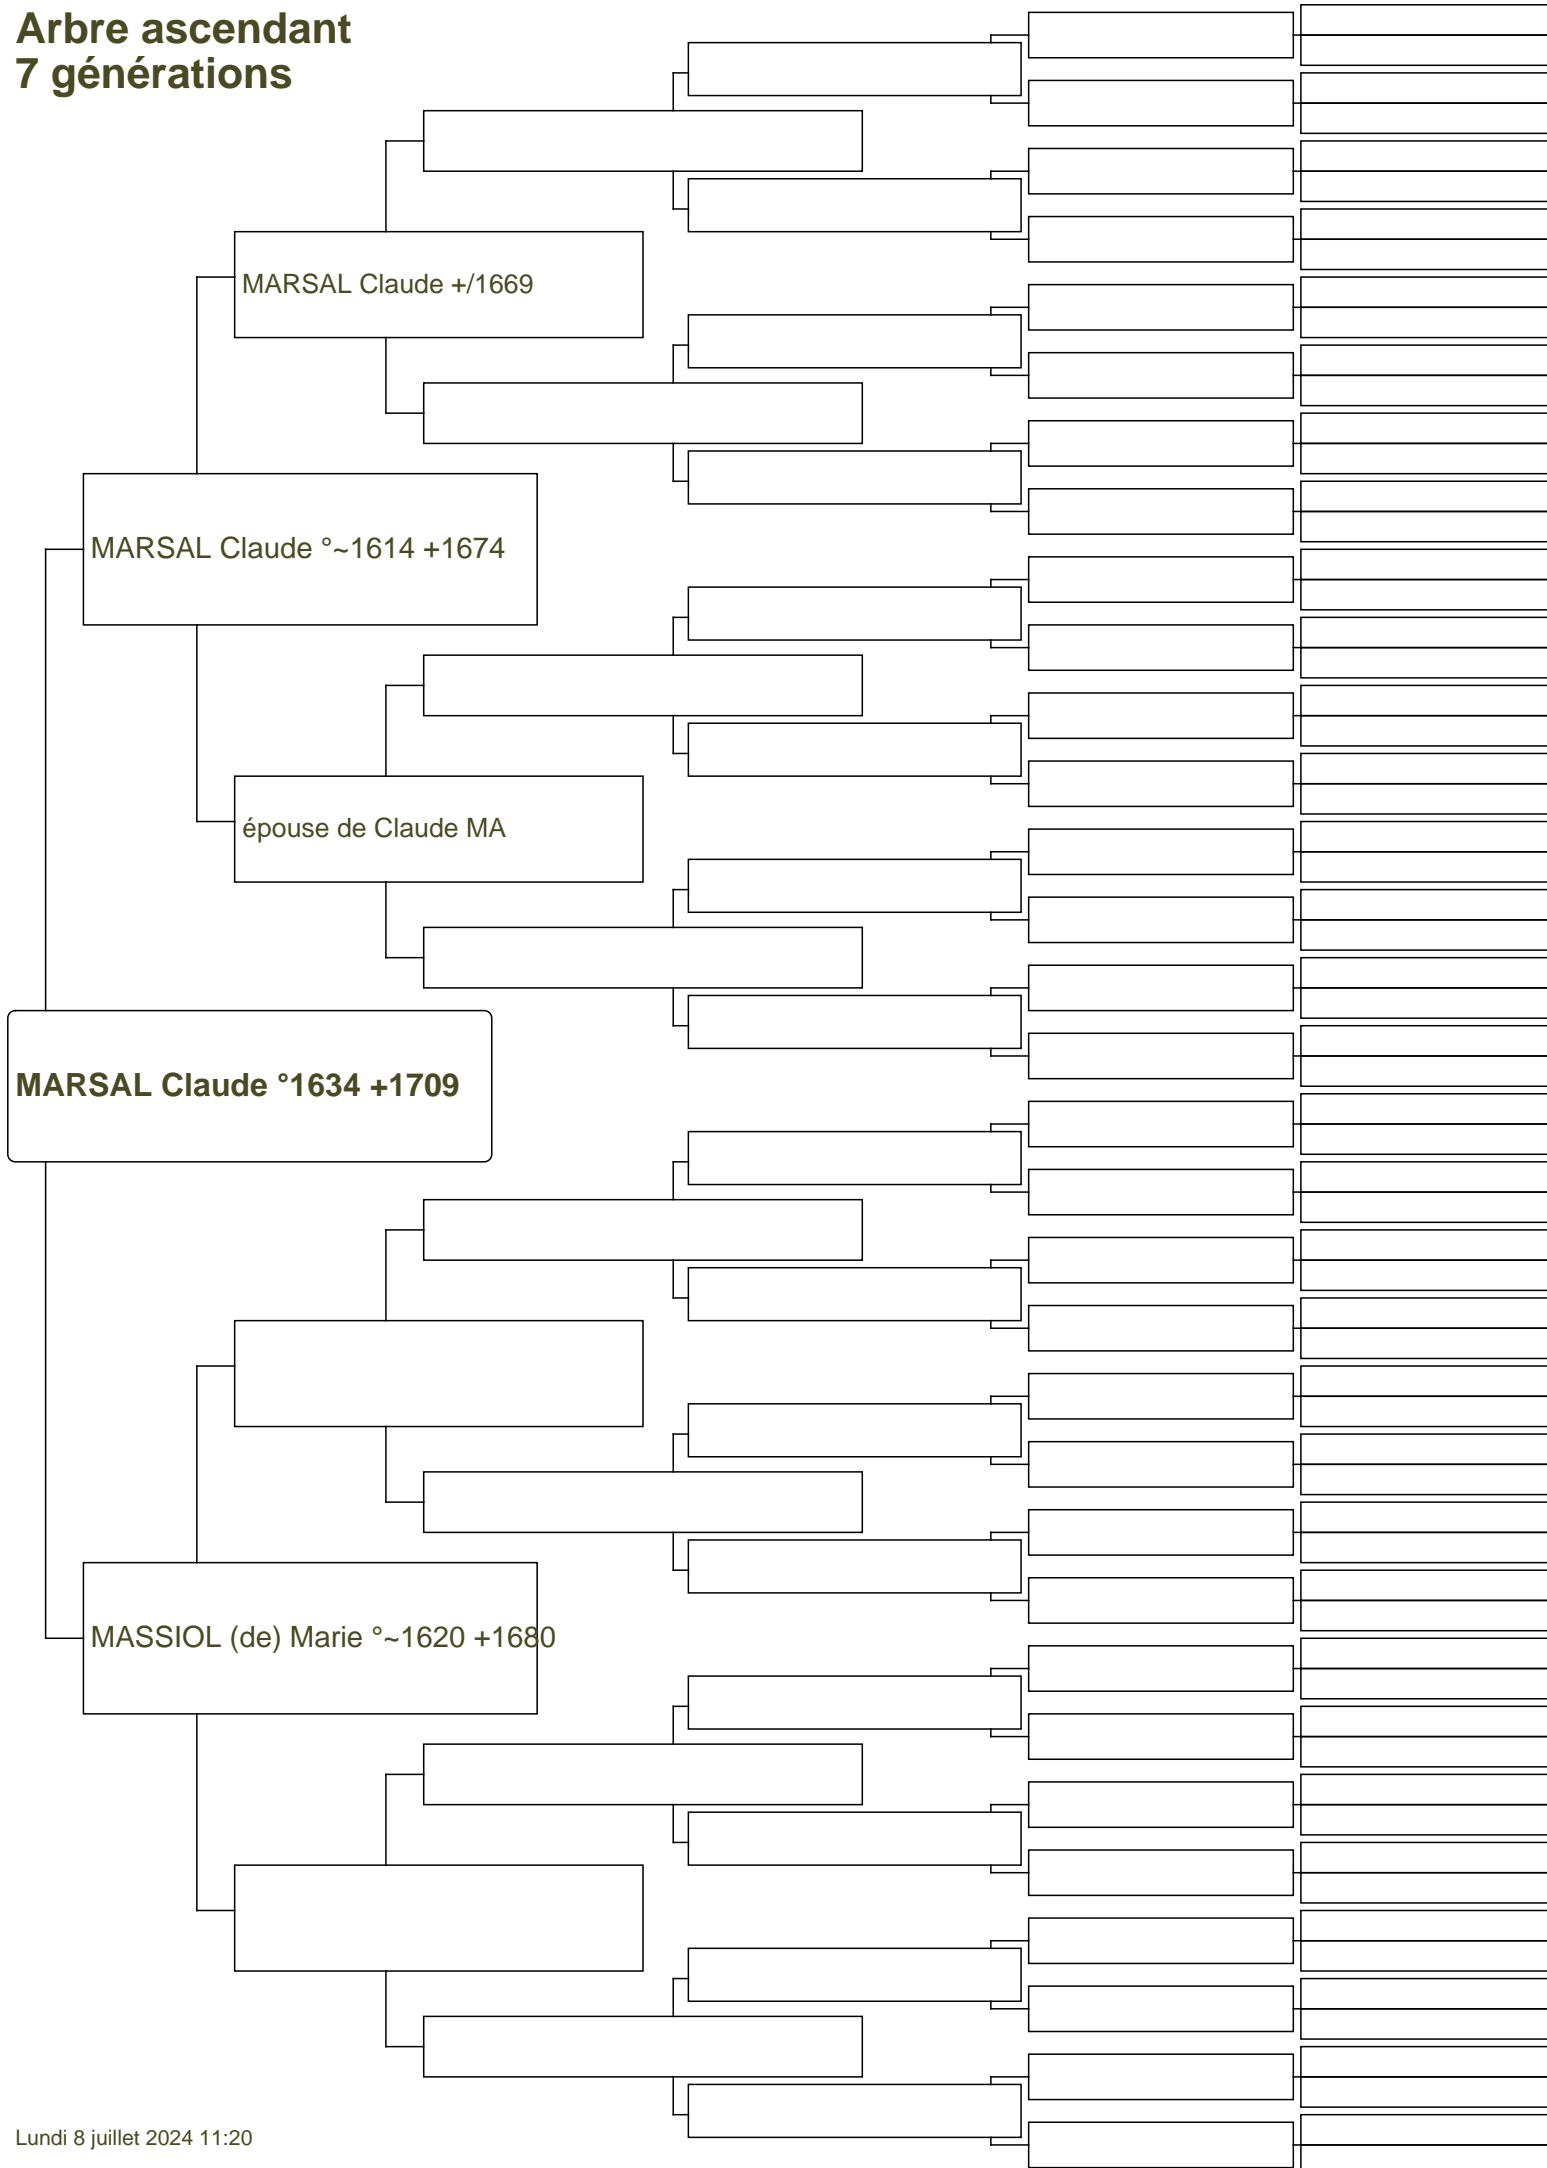 Arbre ascendant
7 générations
MARSAL Claude +/1669
MARSAL Claude °~1614 +1674
épouse de Claude MA
MARSAL Claude °1634 +1709
MASSIOL (de) Marie °~1620 +1680
Lundi 8 juillet 2024 11:20